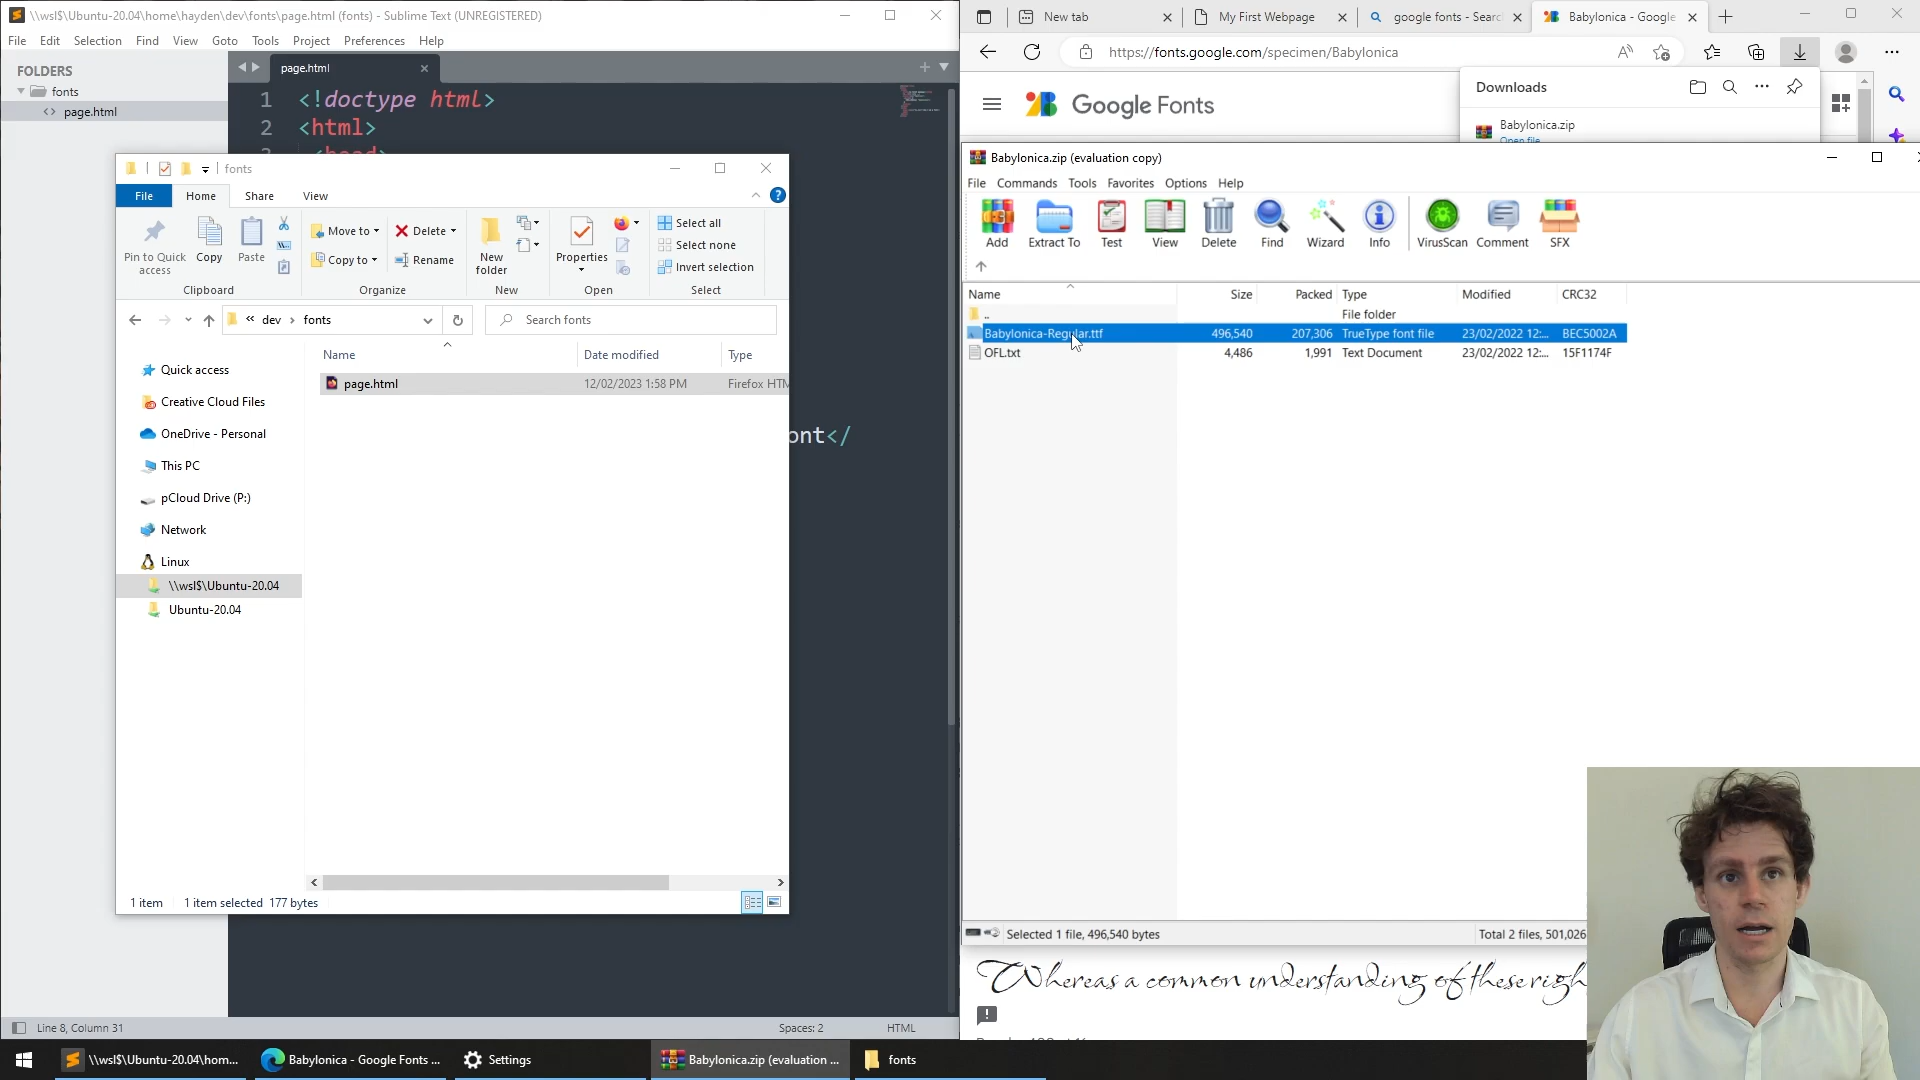 \\wsl$\Ubuntu-20.04\home\hayden\dev\fonts\page.html (fonts) - Sublime Text (UNREGISTERED)
File Edit Selection Find View Goto Tools Project Preferences Help
FOLDERS
fonts
page.html
page.html
1 <!doctype html>
2 <html>
ont</
Line 8, Column 31
Spaces: 2
HTML
fonts
File Home Share View
Pin to Quick access
Copy
Paste
Clipboard
Move to
Copy to
Delete
Rename
Organize
New folder
New
Properties
Open
Select all
Select none
Invert selection
Select
« dev › fonts
Search fonts
Name Date modified Type
page.html 12/02/2023 1:58 PM Firefox HTM
Quick access
Creative Cloud Files
OneDrive - Personal
This PC
pCloud Drive (P:)
Network
Linux
\\wsl$\Ubuntu-20.04
Ubuntu-20.04
1 item 1 item selected 177 bytes
New tab
My First Webpage
google fonts - Searc
Babylonica - Google
https://fonts.google.com/specimen/Babylonica
Google Fonts
Downloads
Babylonica.zip
Open file
Babylonica.zip (evaluation copy)
File Commands Tools Favorites Options Help
Add Extract To Test View Delete Find Wizard Info VirusScan Comment SFX
Name Size Packed Type Modified CRC32
.. File folder
Babylonica-Regular.ttf 496,540 207,306 TrueType font file 23/02/2022 12:... BEC5002A
OFL.txt 4,486 1,991 Text Document 23/02/2022 12:... 15F1174F
Selected 1 file, 496,540 bytes
Total 2 files, 501,026
Whereas a common understanding of these righ
\\wsl$\Ubuntu-20.04\hom...
Babylonica - Google Fonts ...
Settings
Babylonica.zip (evaluation ...
fonts